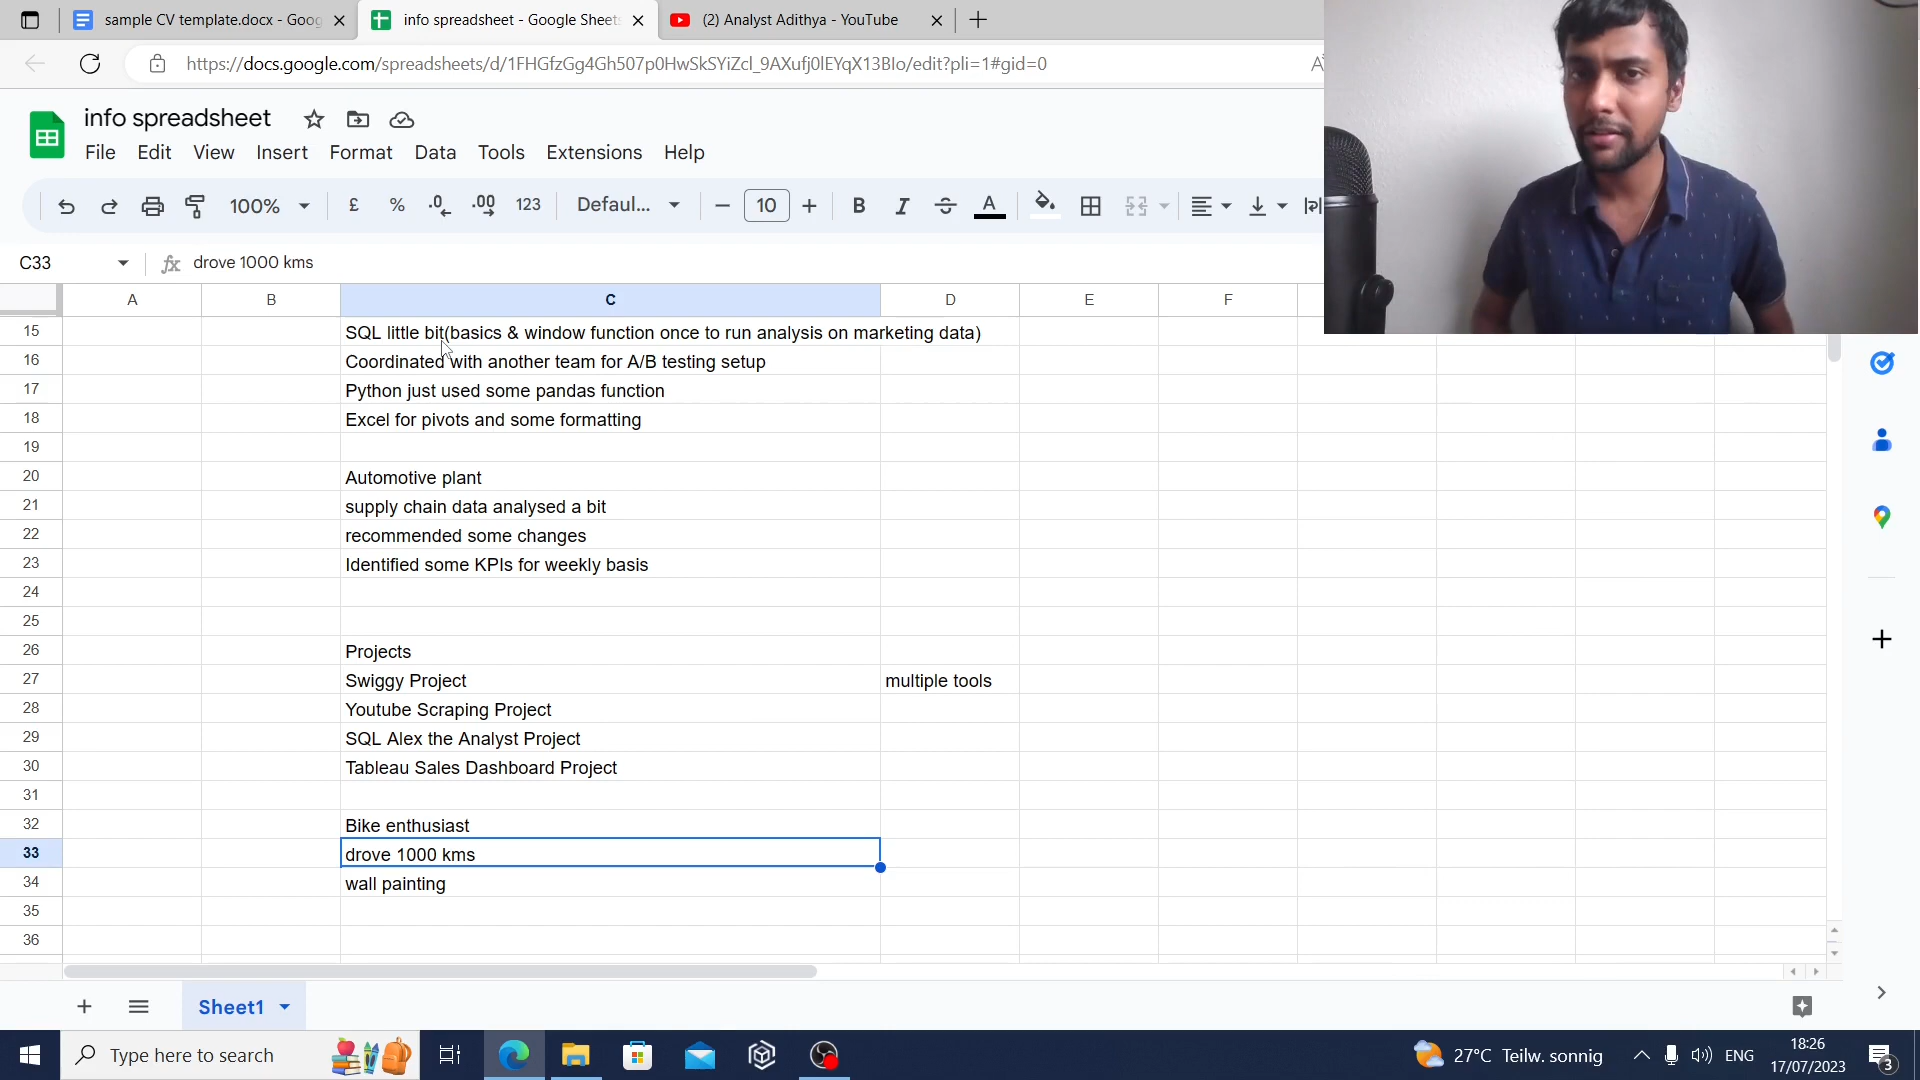 sample CV template.docx - Goog
info spreadsheet - Google Sheets
(2) Analyst Adithya - YouTube
https://docs.google.com/spreadsheets/d/1FHGfzGg4Gh507p0HwSkSYiZcl_9AXufj0lEYqX13BIo/edit?pli=1#gid=0
info spreadsheet
File Edit View Insert Format Data Tools Extensions Help
100% £ % .0 .00 123 Defaul... 10 B I S A
C33 fx drove 1000 kms
A B C D E F
15 SQL little bit(basics & window function once to run analysis on marketing data)
16 Coordinated with another team for A/B testing setup
17 Python just used some pandas function
18 Excel for pivots and some formatting
19
20 Automotive plant
21 supply chain data analysed a bit
22 recommended some changes
23 Identified some KPIs for weekly basis
24
25
26 Projects
27 Swiggy Project multiple tools
28 Youtube Scraping Project
29 SQL Alex the Analyst Project
30 Tableau Sales Dashboard Project
31
32 Bike enthusiast
33 drove 1000 kms
34 wall painting
35
36
Sheet1
Type here to search
27°C Teilw. sonnig
ENG
18:26
17/07/2023
3